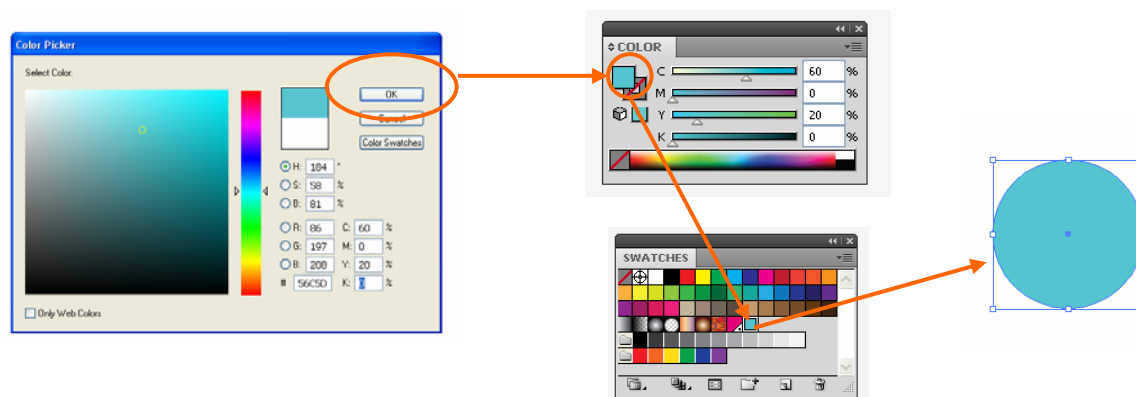 Color Picker
Select Color:
OK
Cancel
Color Swatches
H: 184 °
S: 58 %
B: 81 %
R: 86 C: 60 %
G: 197 M: 0 %
B: 208 Y: 20 %
# 56C5D K: 0 %
Only Web Colors
COLOR
C 60 %
M 0 %
Y 20 %
K 0 %
SWATCHES